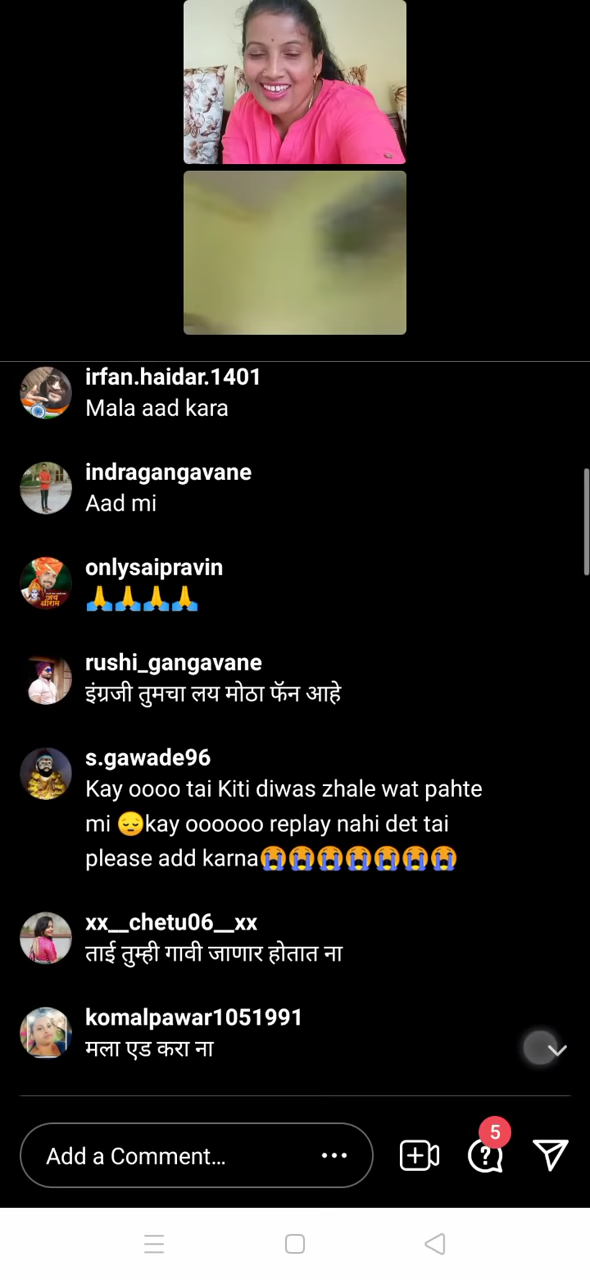 irfan.haidar.1401
Mala aad kara
indragangavane
Aad mi
onlysaipravin
🙏🙏🙏🙏
rushi_gangavane
इंग्रजी तुमचा लय मोठा फॅन आहे
s.gawade96
Kay oooo tai Kiti diwas zhale wat pahte
mi 😔kay oooooo replay nahi det tai
please add karna😭😭😭😭😭😭😭
xx__chetu06__xx
ताई तुम्ही गावी जाणार होतात ना
komalpawar1051991
मला एड करा ना
5
Add a Comment...